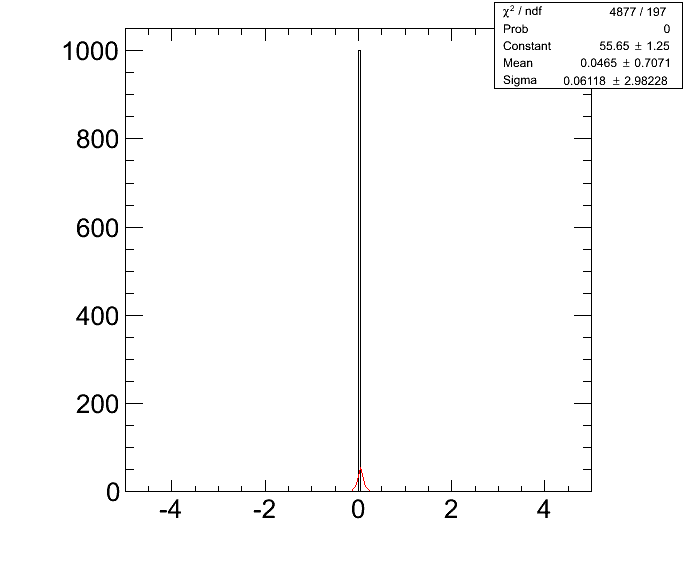 χ² / ndf 4877 / 197
Prob 0
Constant 55.65 ± 1.25
Mean 0.0465 ± 0.7071
Sigma 0.06118 ± 2.98228
1000
800
600
400
200
0
-4 -2 0 2 4